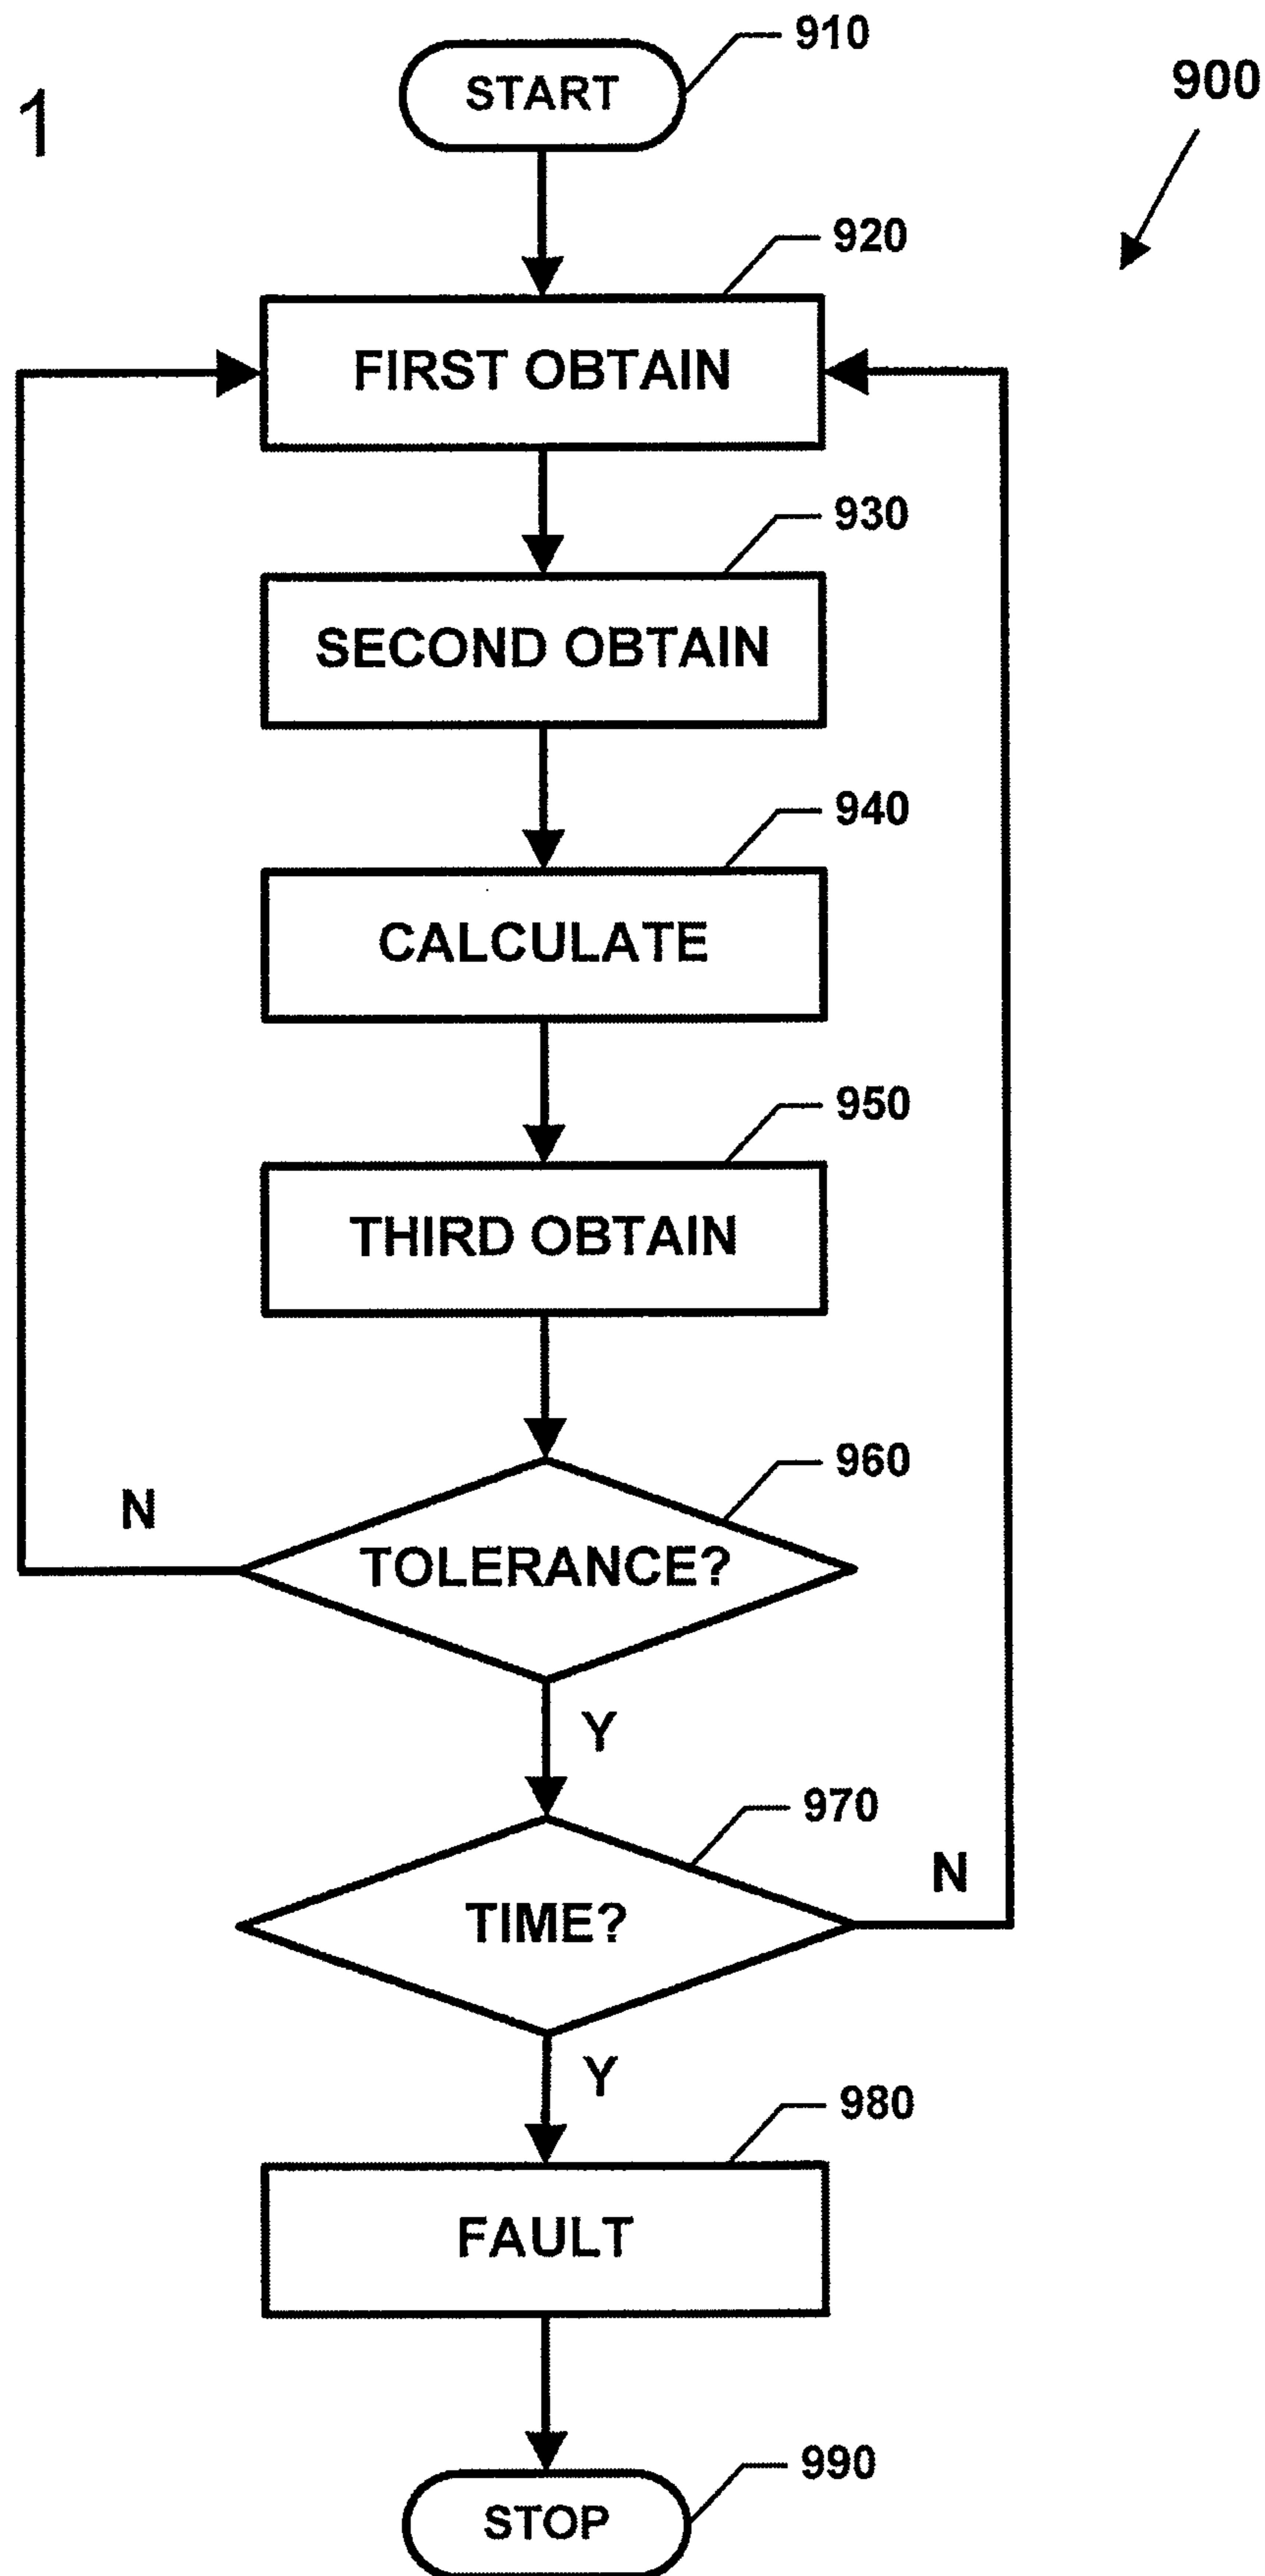 910
START
900
1
920
FIRST OBTAIN
930
SECOND OBTAIN
940
CALCULATE
950
THIRD OBTAIN
960
N
TOLERANCE?
Y
970
N
TIME?
Y
980
FAULT
990
STOP